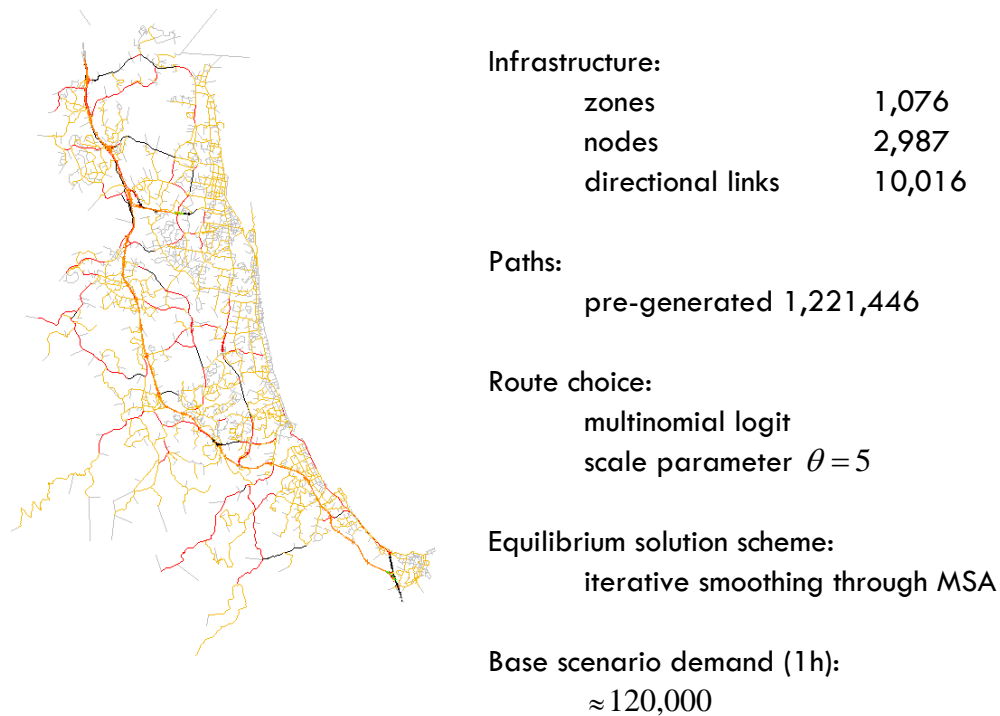 Infrastructure:
zones 1,076
nodes 2,987
directional links 10,016
Paths:
pre-generated 1,221,446
Route choice:
multinomial logit
scale parameter θ = 5
Equilibrium solution scheme:
iterative smoothing through MSA
Base scenario demand (1h):
≈120,000